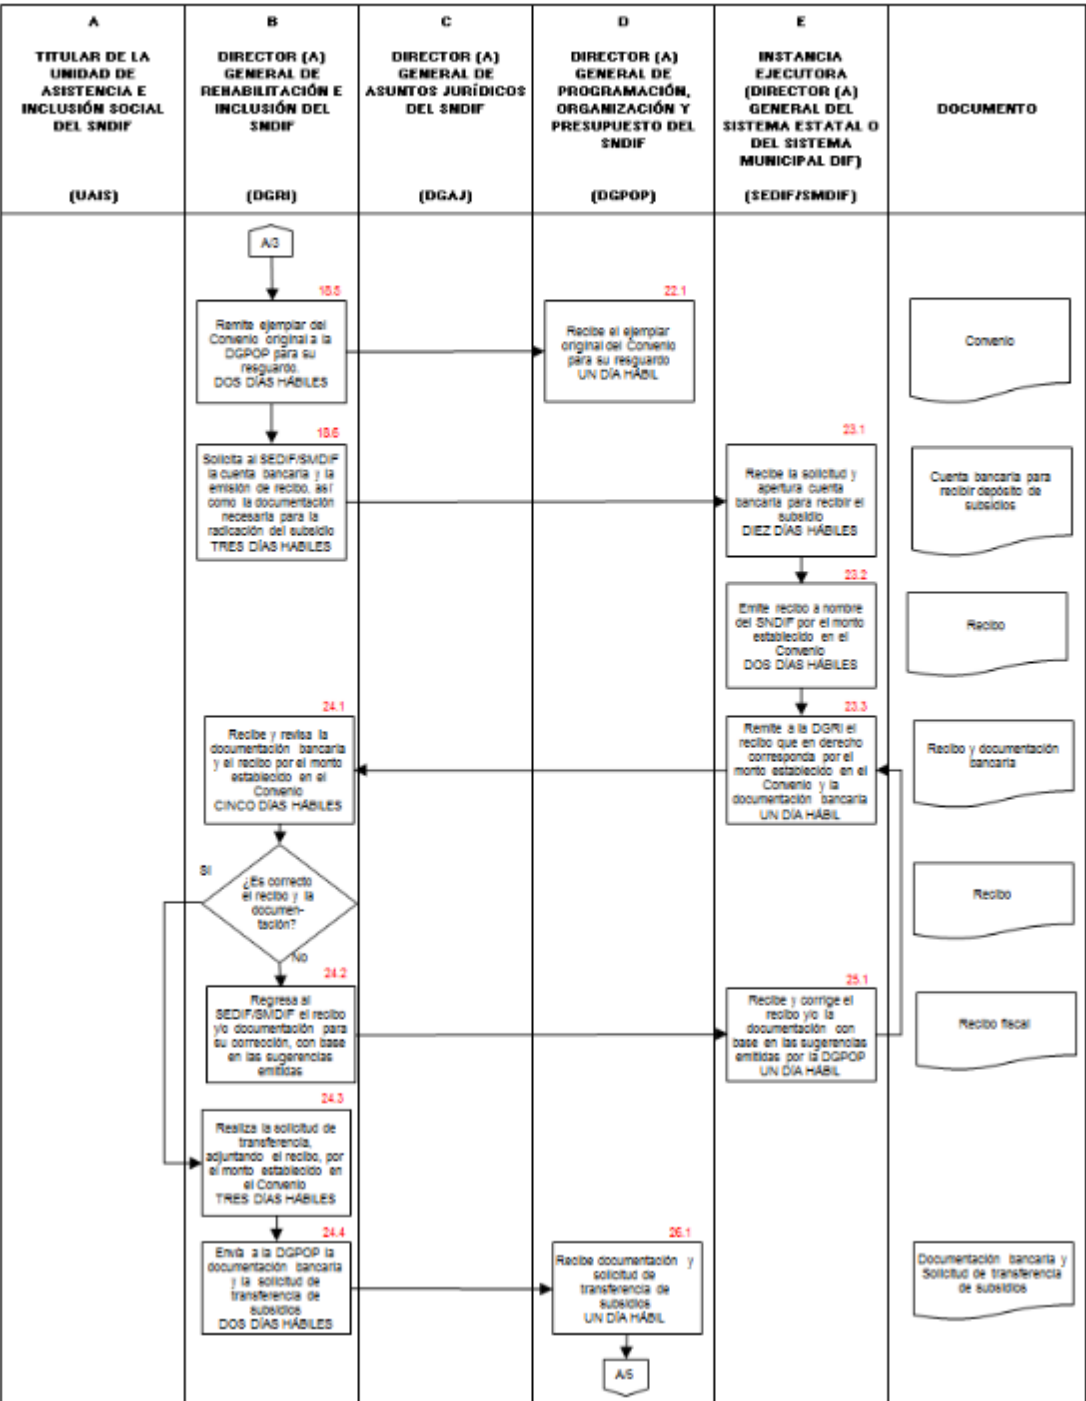 A
TITULAR DE LA
UNIDAD DE
ASISTENCIA E
INCLUSIÓN SOCIAL
DEL SNDIF
(UAIS)
B
DIRECTOR (A)
GENERAL DE
REHABILITACIÓN E
INCLUSIÓN DEL
SNDIF
(DGRI)
C
DIRECTOR (A)
GENERAL DE
ASUNTOS JURÍDICOS
DEL SNDIF
(DGAJ)
D
DIRECTOR (A)
GENERAL DE
PROGRAMACIÓN,
ORGANIZACIÓN Y
PRESUPUESTO DEL
SNDIF
(DGPOP)
E
INSTANCIA
EJECUTORA
(DIRECTOR (A)
GENERAL DEL
SISTEMA ESTATAL O
DEL SISTEMA
MUNICIPAL DIF)
(SEDIF/SMDIF)
DOCUMENTO
A/3
18.5
Remite ejemplar del
Convenio original a la
DGPOP para su
resguardo.
DOS DÍAS HÁBILES
22.1
Recibe el ejemplar
original del Convenio
para su resguardo
UN DÍA HÁBIL
Convenio
18.6
Solicita al SEDIF/SMDIF
la cuenta bancaria y la
emisión de recibo, así
como la documentación
necesaria para la
radicación del subsidio
TRES DÍAS HABILES
23.1
Recibe la solicitud y
apertura cuenta
bancaria para recibir el
subsidio
DIEZ DÍAS HÁBILES
Cuenta bancaria para
recibir depósito de
subsidios
23.2
Emite recibo a nombre
del SNDIF por el monto
establecido en el
Convenio
DOS DÍAS HÁBILES
Recibo
24.1
Recibe y revisa la
documentación bancaria
y el recibo por el monto
establecido en el
Convenio
CINCO DÍAS HÁBILES
23.3
Remite a la DGRI el
recibo que en derecho
corresponda por el
monto establecido en el
Convenio y la
documentación bancaria
UN DÍA HÁBIL
Recibo y documentación
bancaria
SI
¿Es correcto
el recibo y la
documen-
tación?
No
Recibo
24.2
Regresa al
SEDIF/SMDIF el recibo
y/o documentación para
su corrección, con base
en las sugerencias
emitidas
25.1
Recibe y corrige el
recibo y/o la
documentación con
base en las sugerencias
emitidas por la DGPOP
UN DÍA HÁBIL
Recibo fiscal
24.3
Realiza la solicitud de
transferencia,
adjuntando el recibo, por
el monto establecido en
el Convenio
TRES DÍAS HÁBILES
24.4
Envía a la DGPOP la
documentación bancaria
y la solicitud de
transferencia de
subsidios
DOS DÍAS HÁBILES
26.1
Recibe documentación y
solicitud de
transferencia de
subsidios
UN DÍA HÁBIL
Documentación bancaria y
Solicitud de transferencia
de subsidios
A/5